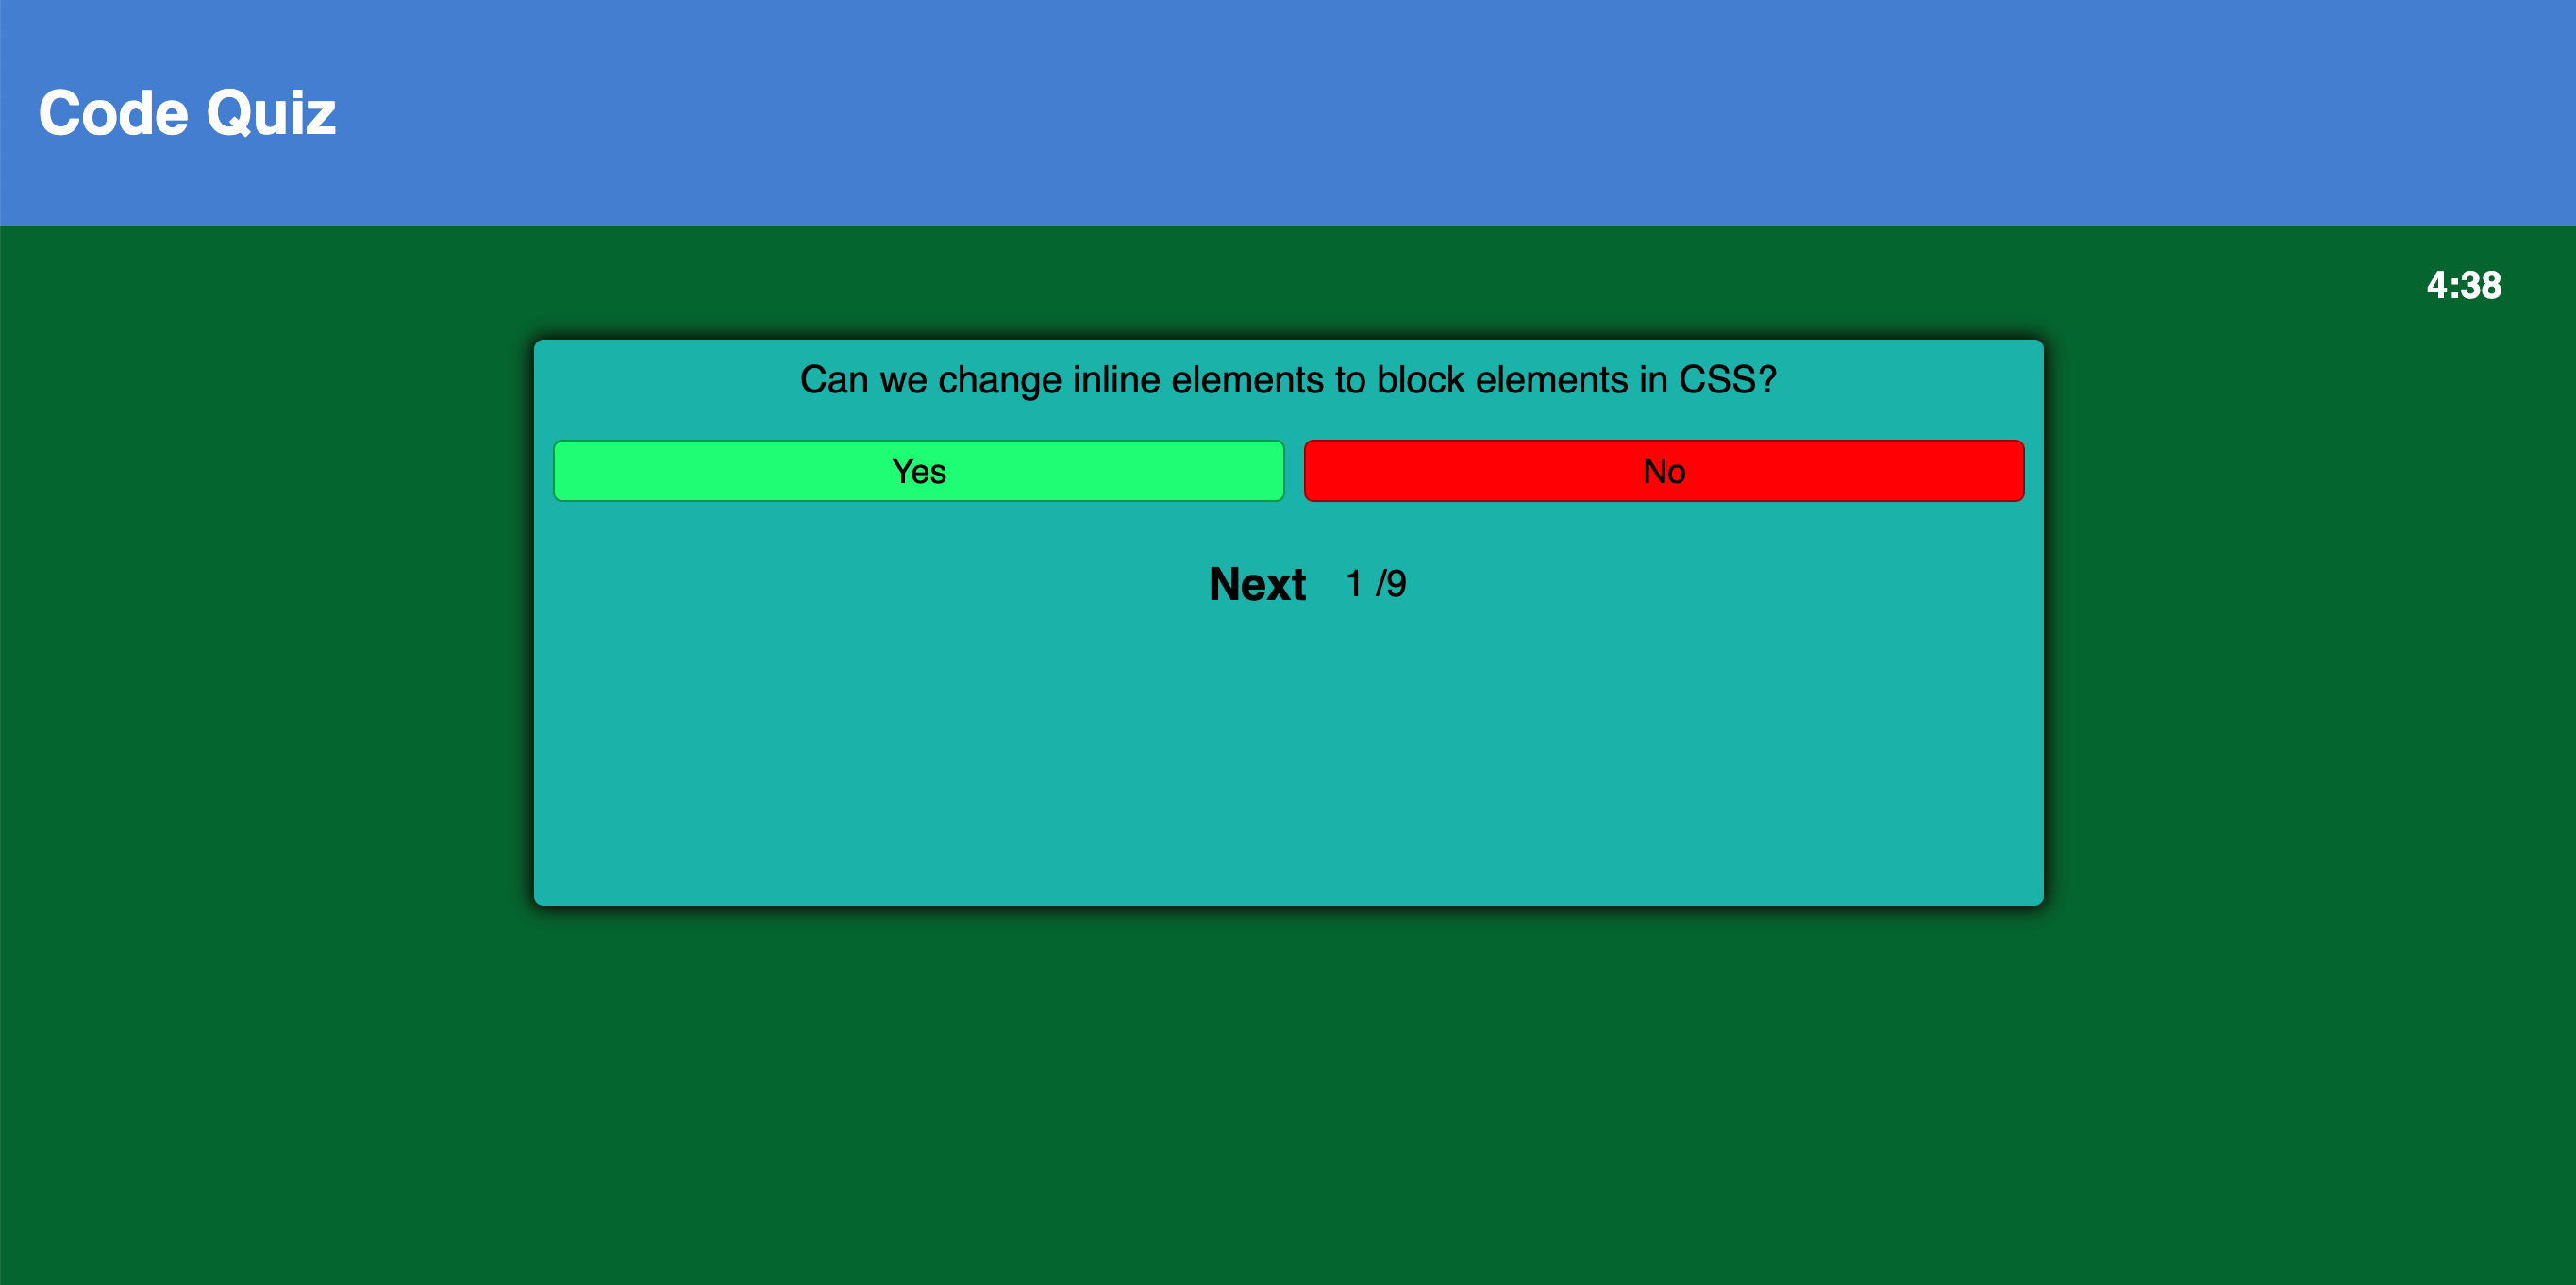 Code Quiz
4:38
Can we change inline elements to block elements in CSS?
Yes No
Next 1 /9